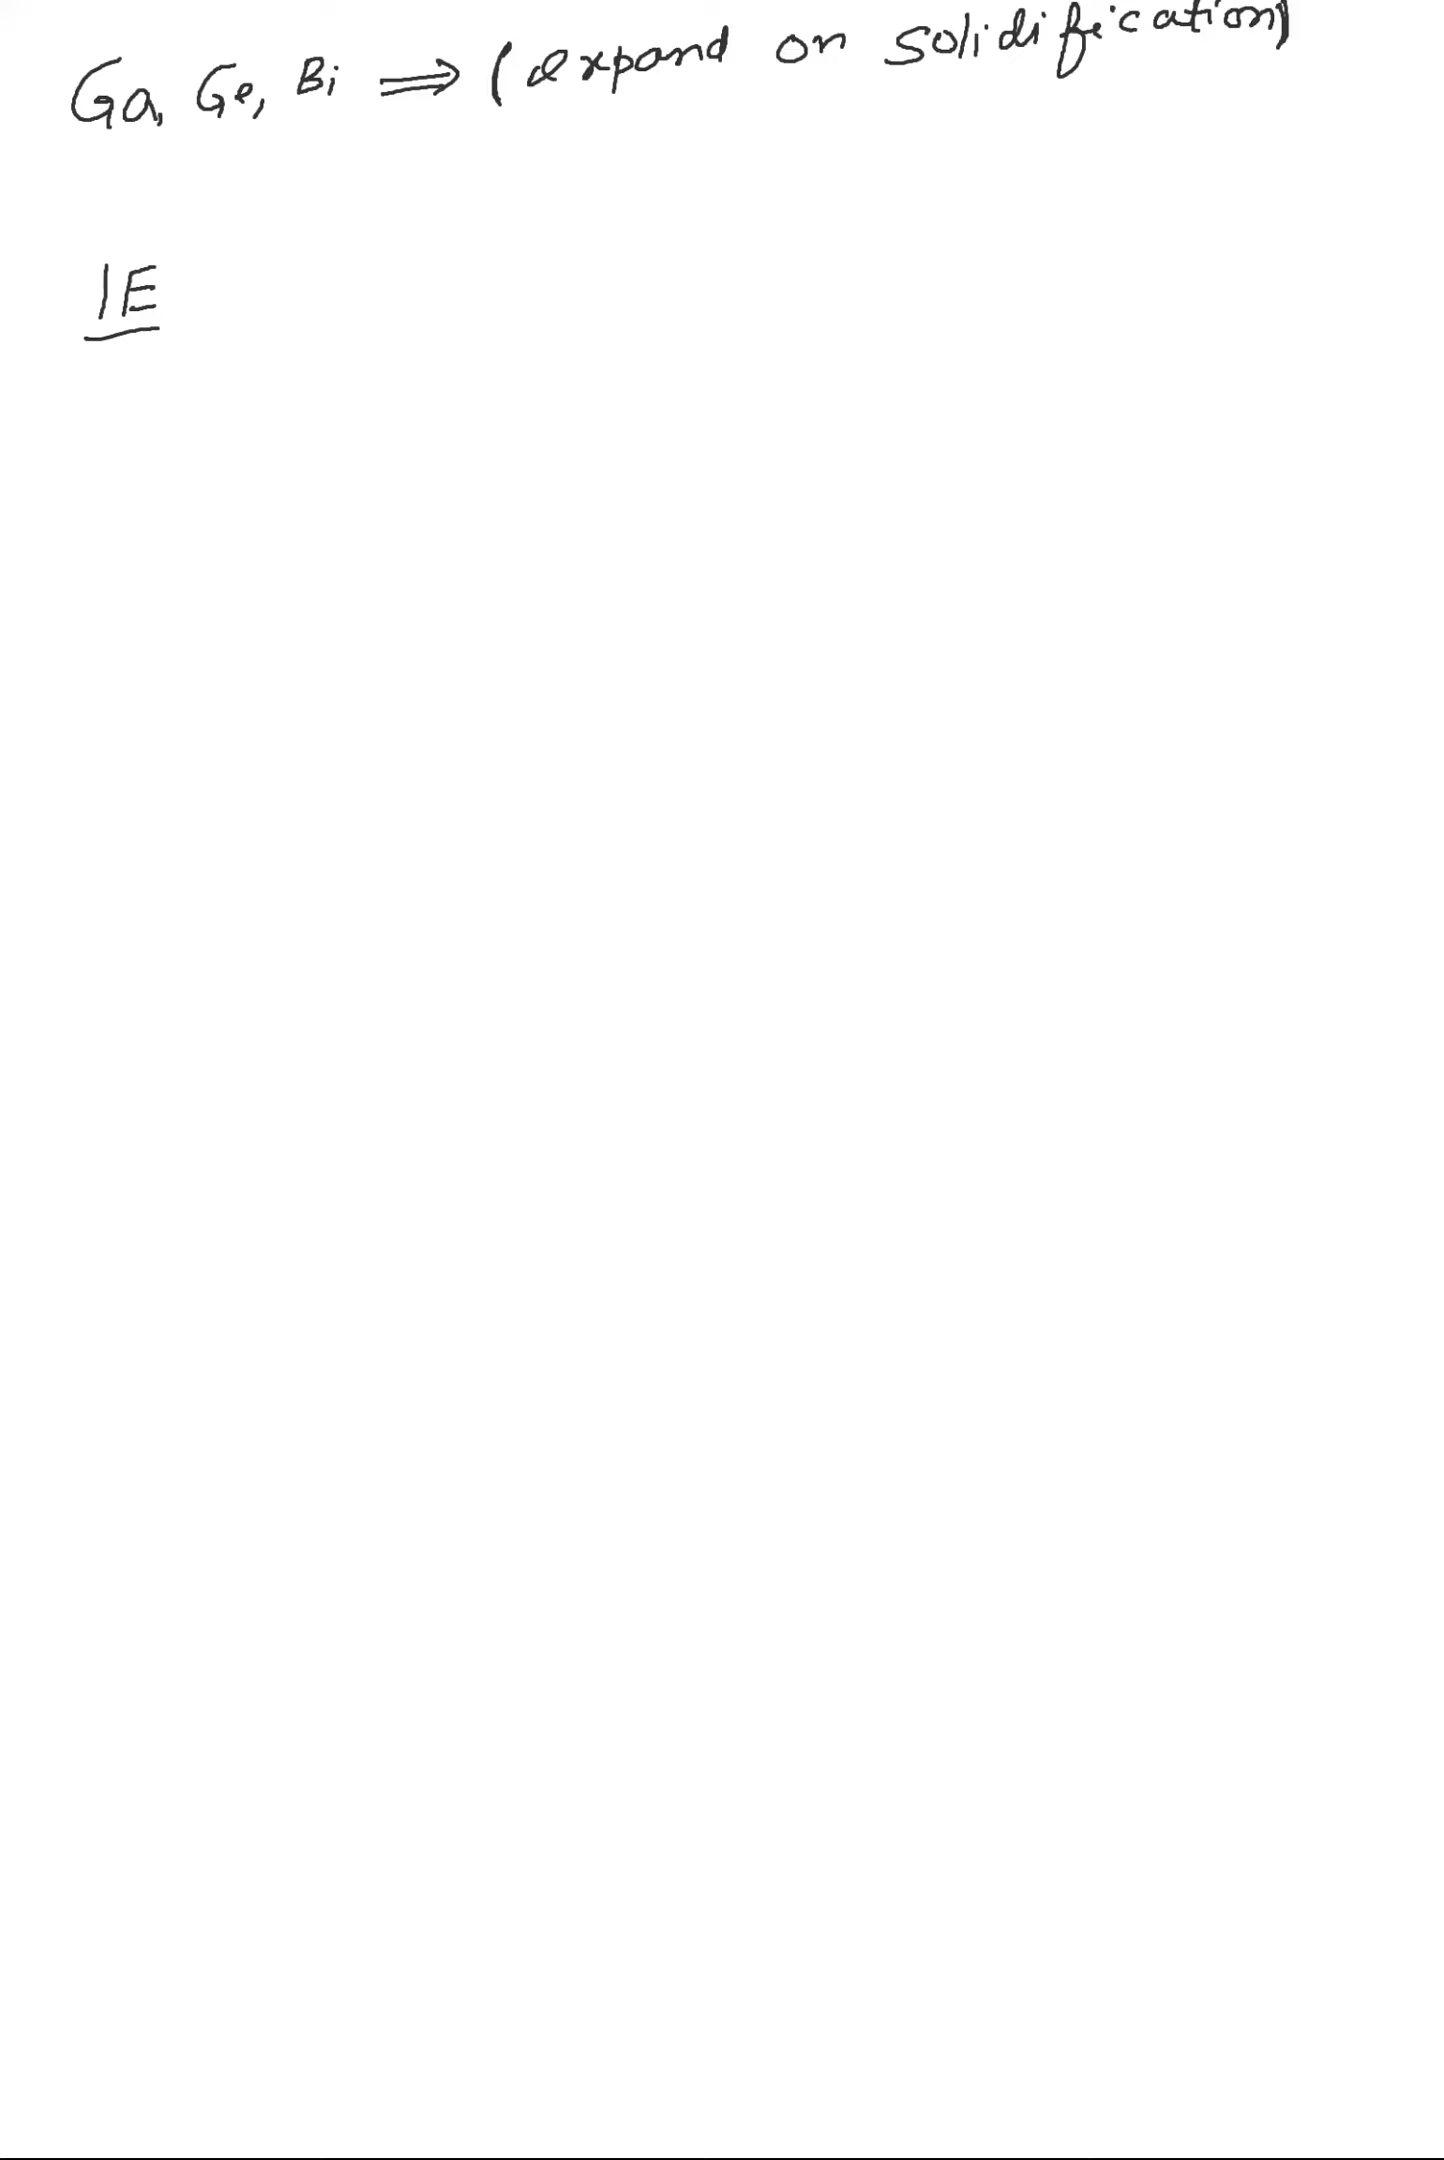 Ga, Ge, Bi ⟹ (expand on solidification)
IE